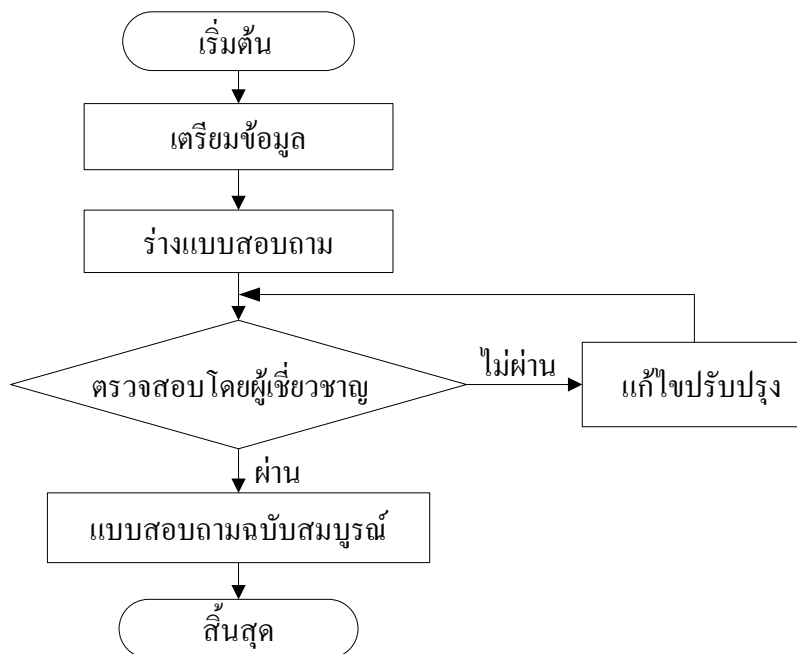 เริ่มต้น
เตรียมข้อมูล
ร่างแบบสอบถาม
ตรวจสอบโดยผู้เชี่ยวชาญ
ไม่ผ่าน
แก้ไขปรับปรุง
ผ่าน
แบบสอบถามฉบับสมบูรณ์
สิ้นสุด